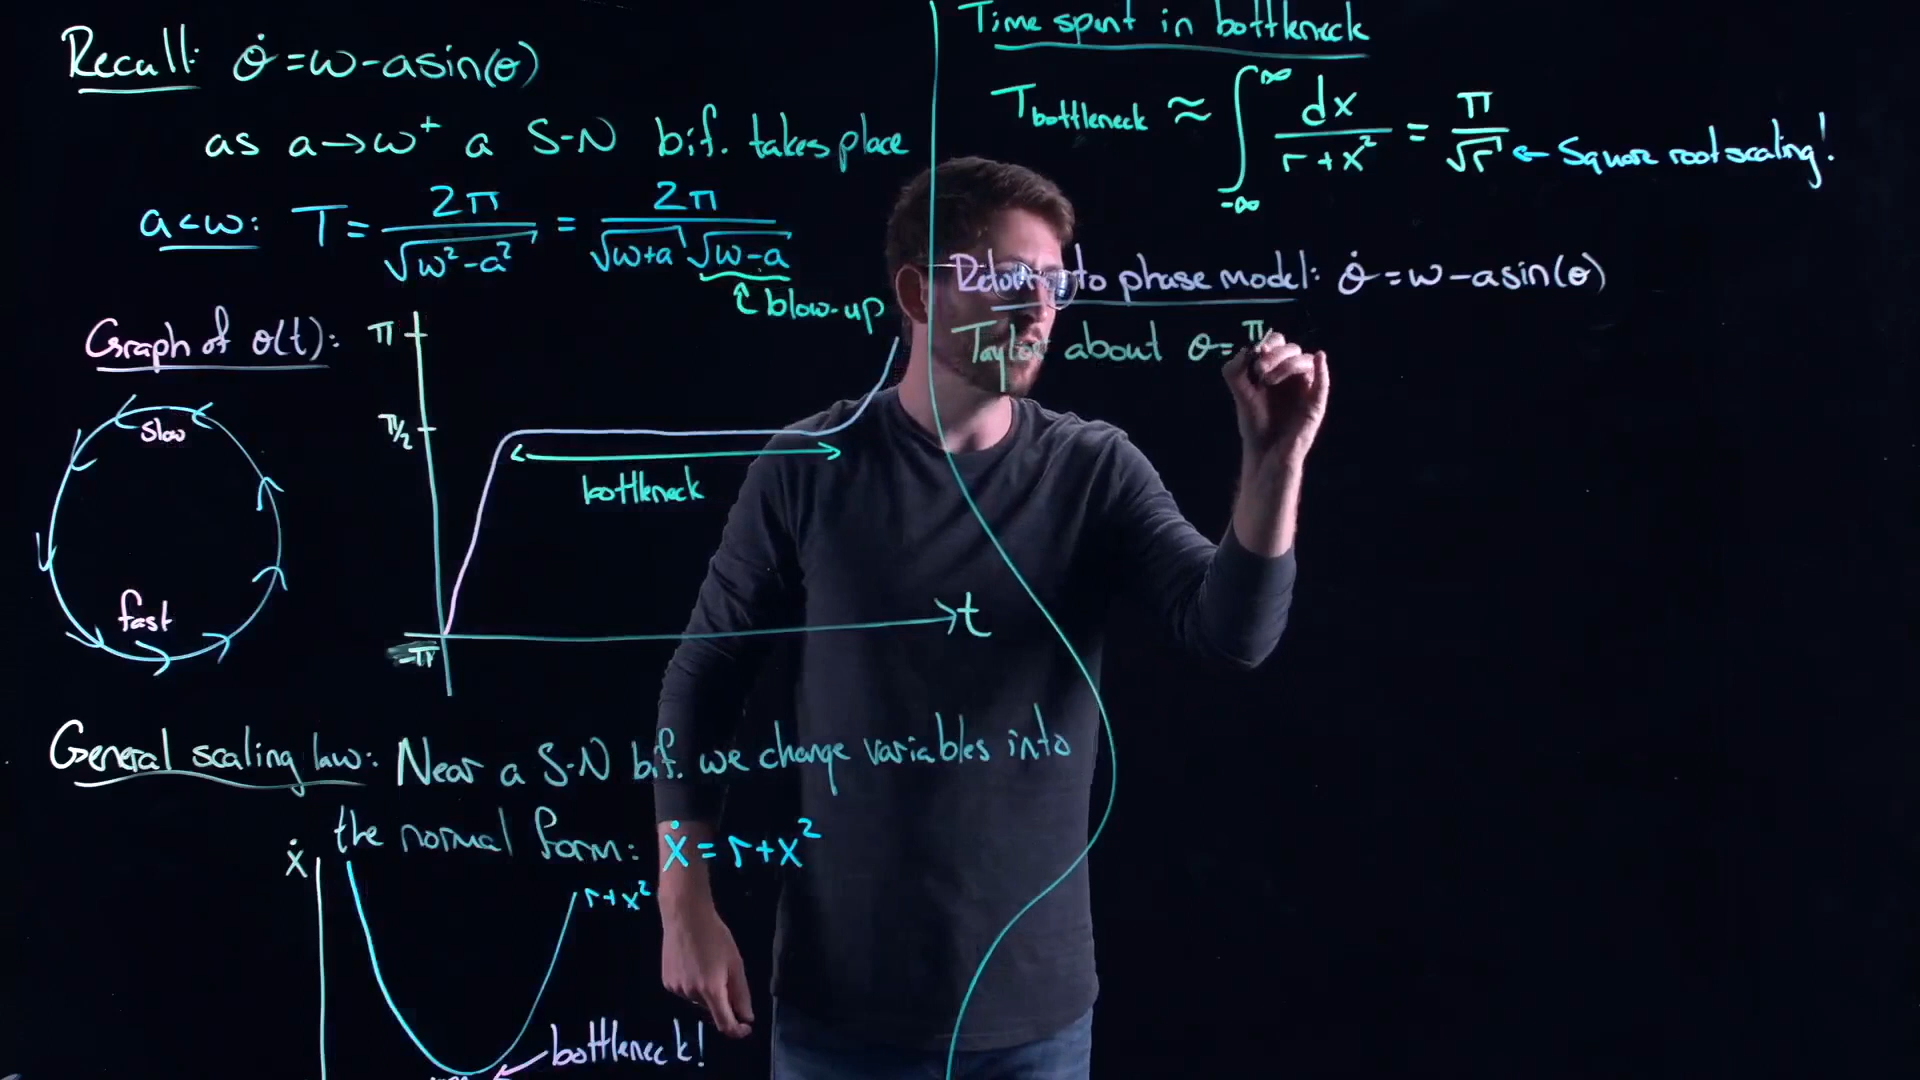 Recall: θ̇ = ω - a sin(θ)
as a → ω⁺ a S-N bif. takes place
a < ω: T = 2π / √(ω² - a²) = 2π / (√(ω+a) √(ω-a))
↑ blow-up
Graph of θ(t):
π
π/2
-π
t
bottleneck
slow
fast
General scaling law: Near a S-N bif. we change variables into
the normal form: ẋ = r + x²
ẋ
r + x²
bottleneck!
Time spent in bottleneck
T_bottleneck ≈ ∫_{-∞}^{∞} dx / (r + x²) = π / √r ← Square root scaling!
Return to phase model: θ̇ = ω - a sin(θ)
Taylor about θ = π/